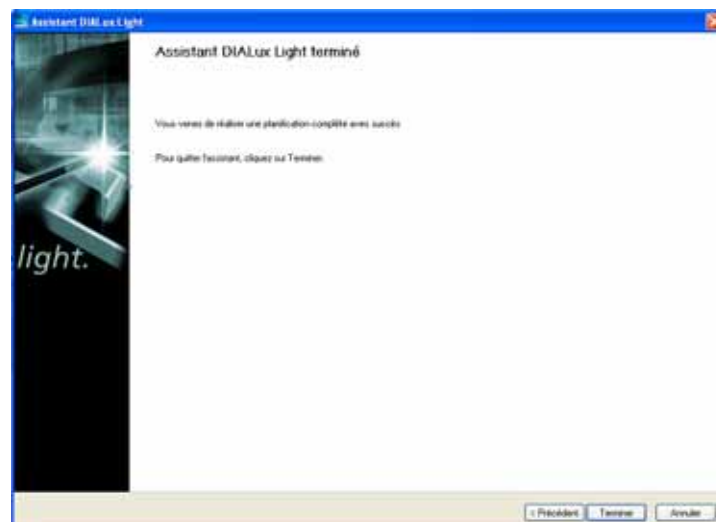 Assistant DIALux Light
Assistant DIALux Light terminé
Vous venez de réaliser une planification complète avec succès
Pour quitter l'assistant, cliquez sur Terminer.
light.
< Précédent
Terminer
Annuler